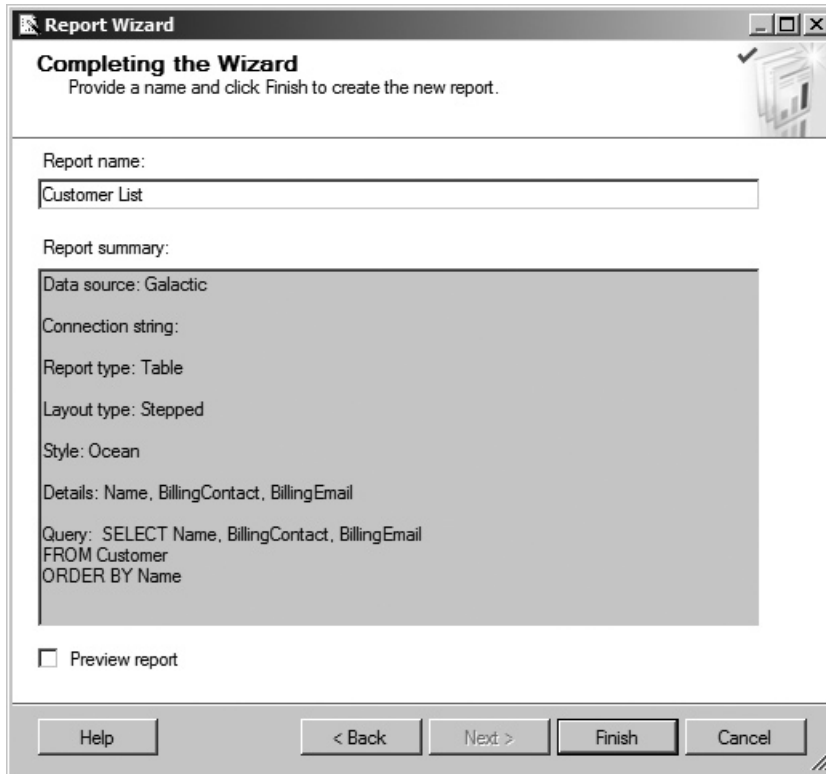 Report Wizard
Completing the Wizard
Provide a name and click Finish to create the new report.
Report name:
Customer List
Report summary:
Data source: Galactic
Connection string:
Report type: Table
Layout type: Stepped
Style: Ocean
Details: Name, BillingContact, BillingEmail
Query:  SELECT Name, BillingContact, BillingEmail
FROM Customer
ORDER BY Name
Preview report
Help
< Back
Next >
Finish
Cancel